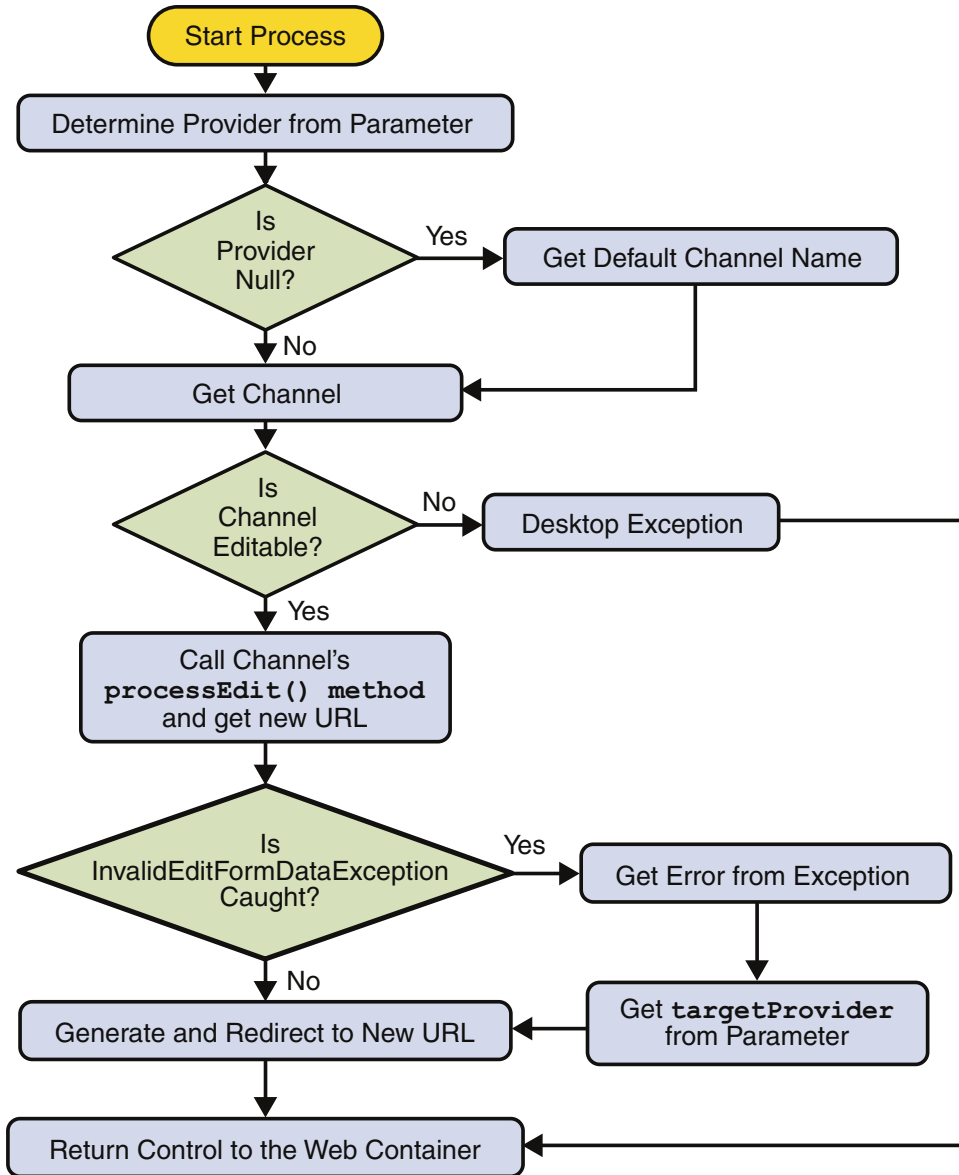 Start Process
Determine Provider from Parameter
Is
Provider
Null?
Yes
Get Default Channel Name
No
Get Channel
Is
Channel
Editable?
No
Desktop Exception
Yes
Call Channel's
processEdit() method
and get new URL
Is
InvalidEditFormDataException
Caught?
Yes
Get Error from Exception
No
Get targetProvider
from Parameter
Generate and Redirect to New URL
Return Control to the Web Container